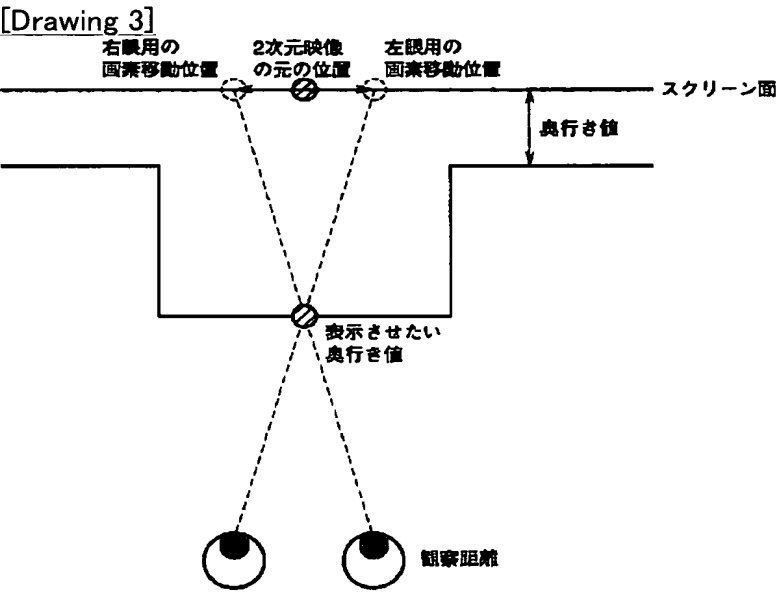 [Drawing 3]
右眼用の
画素移動位置
2次元映像
の元の位置
左眼用の
画素移動位置
スクリーン面
奥行き値
表示させたい
奥行き値
観察距離